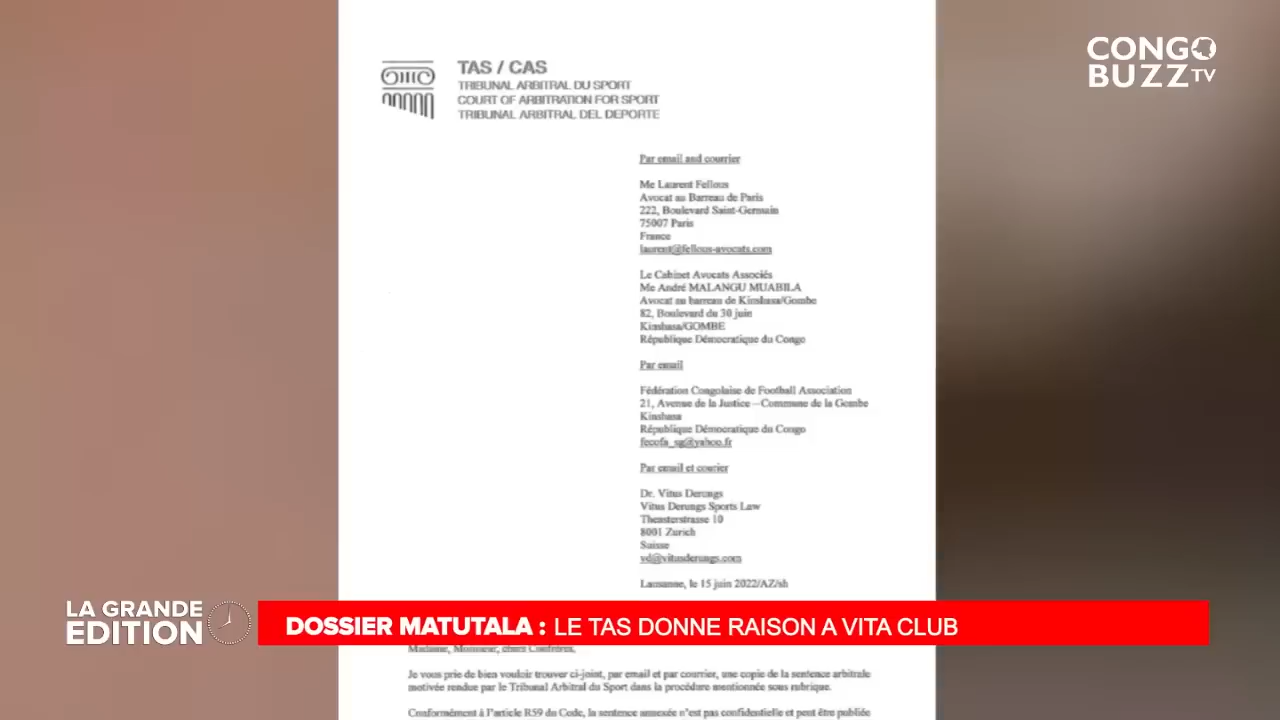 CONGO
BUZZ TV
TAS / CAS
TRIBUNAL ARBITRAL DU SPORT
COURT OF ARBITRATION FOR SPORT
TRIBUNAL ARBITRAL DEL DEPORTE
Par email and courrier
Me Laurent Fellous
Avocat au Barreau de Paris
222, Boulevard Saint-Germain
75007 Paris
France
laurent@fellous-avocats.com
Le Cabinet Avocats Associés
Me André MALANGU MUABILA
Avocat au barreau de Kinshasa/Gombe
82, Boulevard du 30 juin
Kinshasa/GOMBE
République Démocratique du Congo
Par email
Fédération Congolaise de Football Association
21, Avenue de la Justice – Commune de la Gombe
Kinshasa
République Démocratique du Congo
fecofa_sg@yahoo.fr
Par email et courier
Dr. Vitus Derungs
Vitus Derungs Sports Law
Theaterstrasse 10
8001 Zurich
Suisse
vd@vitusderungs.com
Lausanne, le 15 juin 2022/AZ/sh
LA GRANDE
EDITION
DOSSIER MATUTALA : LE TAS DONNE RAISON A VITA CLUB
Madame, Monsieur, chers Confrères,
Je vous prie de bien vouloir trouver ci-joint, par email et par courrier, une copie de la sentence arbitrale
motivée rendue par le Tribunal Arbitral du Sport dans la procédure mentionnée sous rubrique.
Conformément à l'article R59 du Code, la sentence annexée n'est pas confidentielle et peut être publiée